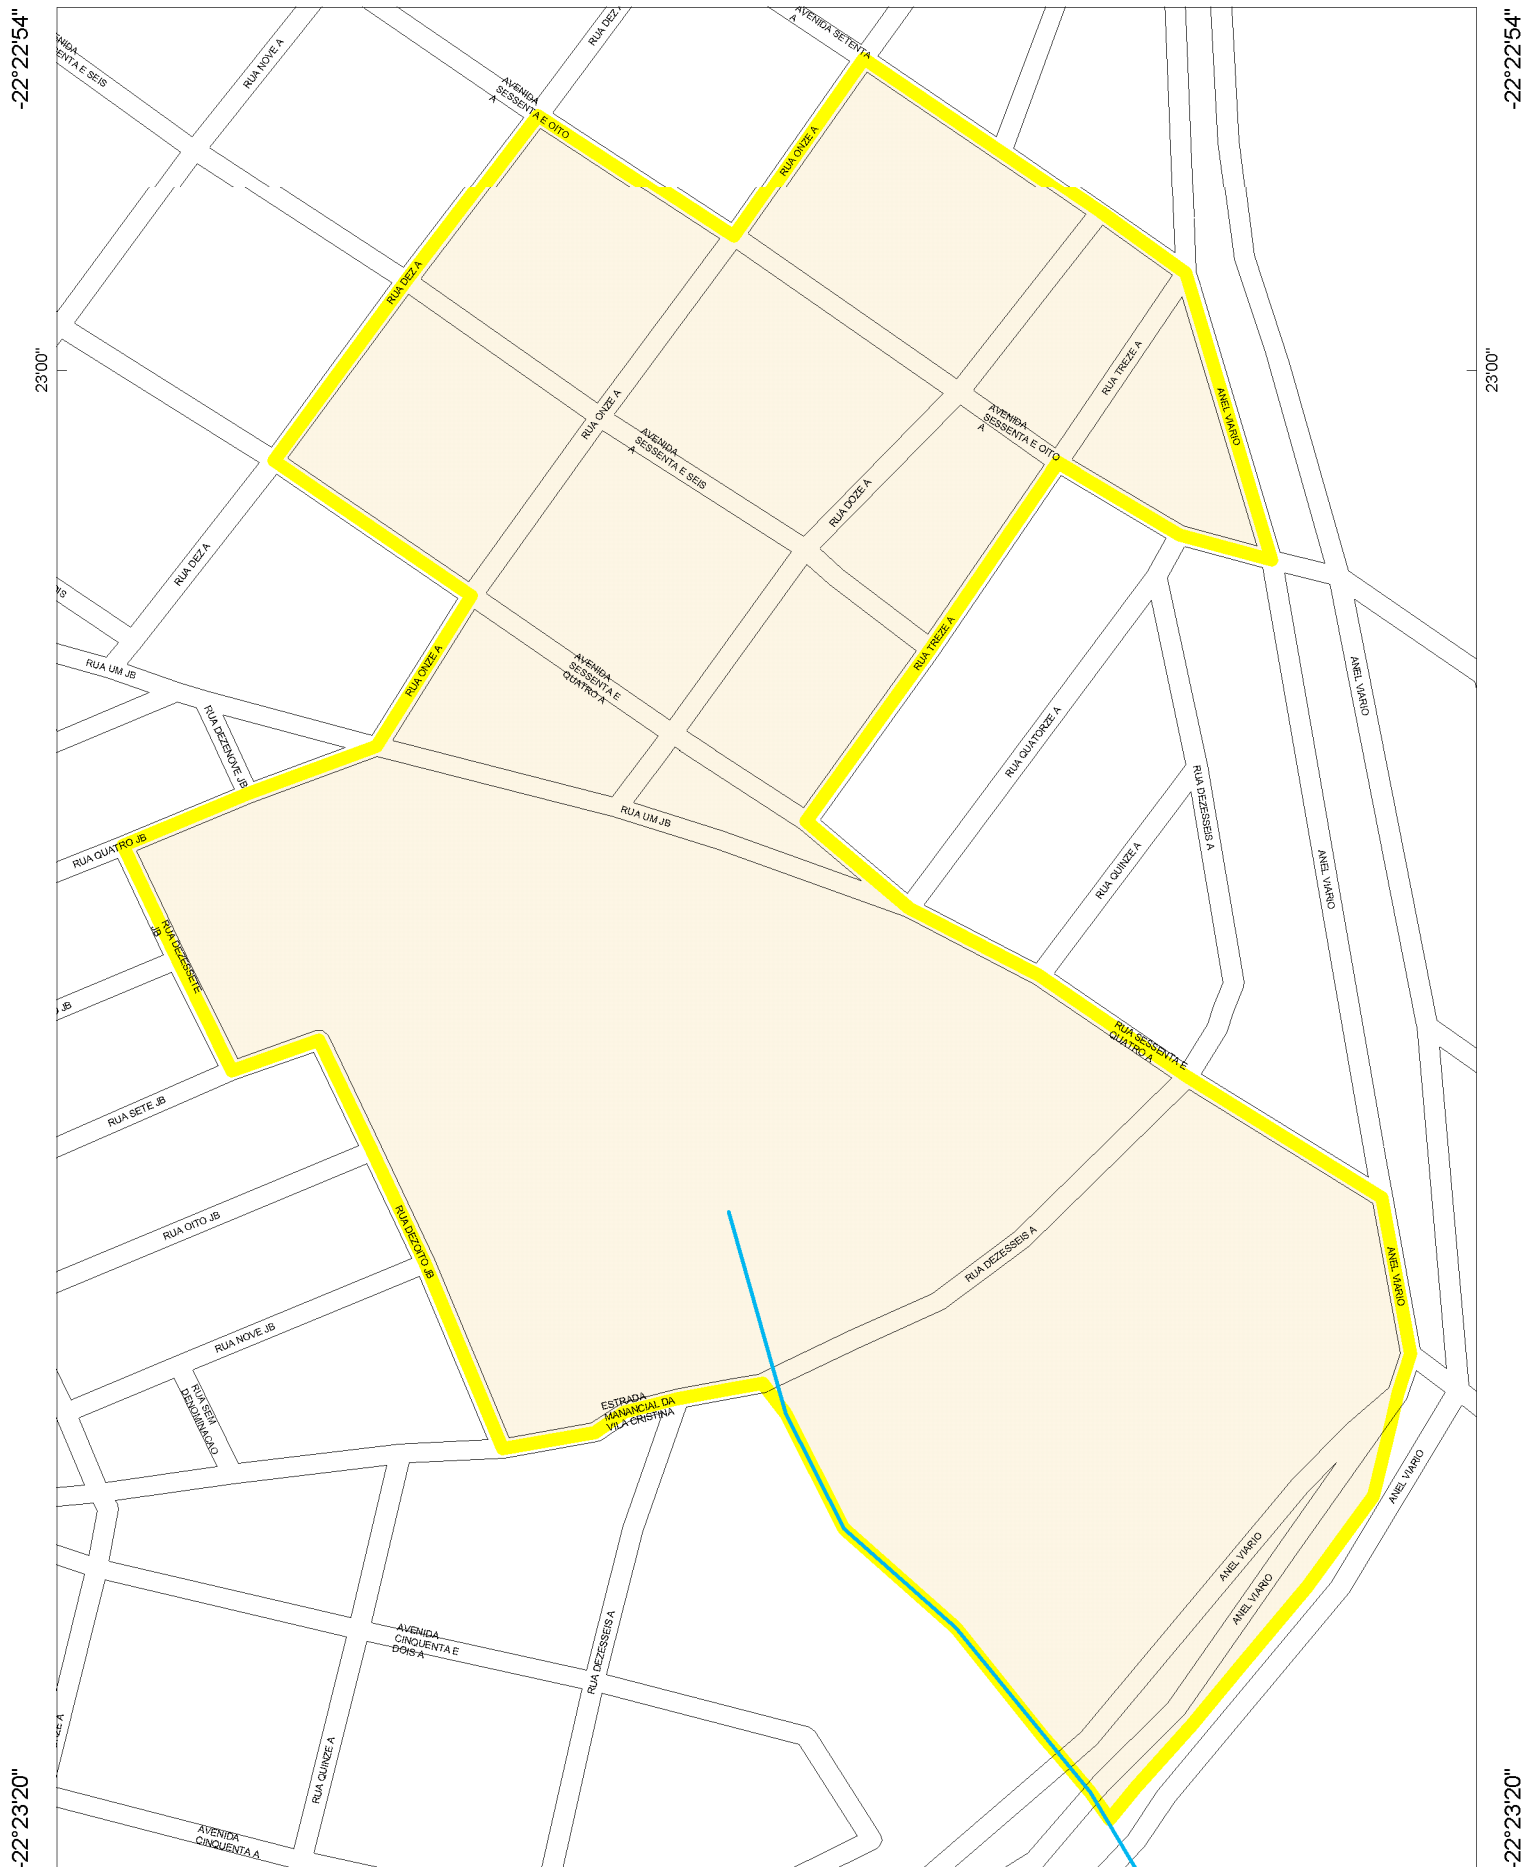 -22°22'54"
-22°22'54"
AVENIDA SETENTA
A
RUA DEZ A
RUA NOVE A
ENTA E SEIS
AVENIDA
SESSENTA E OITO
A
RUA ONZE A
RUA DEZ A
23'00"
23'00"
RUA TREZE A
ANEL VIARIO
RUA ONZE A
AVENIDA
SESSENTA E OITO
A
AVENIDA
SESSENTA E SEIS
A
RUA DOZE A
RUA DEZ A
RUA TREZE A
RUA ONZE A
RUA UM JB
AVENIDA
SESSENTA E
QUATRO A
ANEL VIARIO
RUA DEZENOVE JB
RUA QUATORZE A
RUA DEZESSEIS A
RUA UM JB
RUA QUATRO JB
RUA QUINZE A
ANEL VIARIO
RUA DEZESSETE
JB
JB
RUA SESSENTA E
QUATRO A
RUA SETE JB
RUA OITO JB
RUA DEZOITO JB
RUA DEZESSEIS A
ANEL VIARIO
RUA NOVE JB
RUA SEM
DENOMINACAO
ESTRADA
MANANCIAL DA
VILA CRISTINA
ANEL VIARIO
ANEL VIARIO
ANEL VIARIO
AVENIDA
CINQUENTA E
DOIS A
RUA DEZESSEIS A
RUA QUINZE A
AVENIDA
CINQUENTA A
-22°23'20"
-22°23'20"